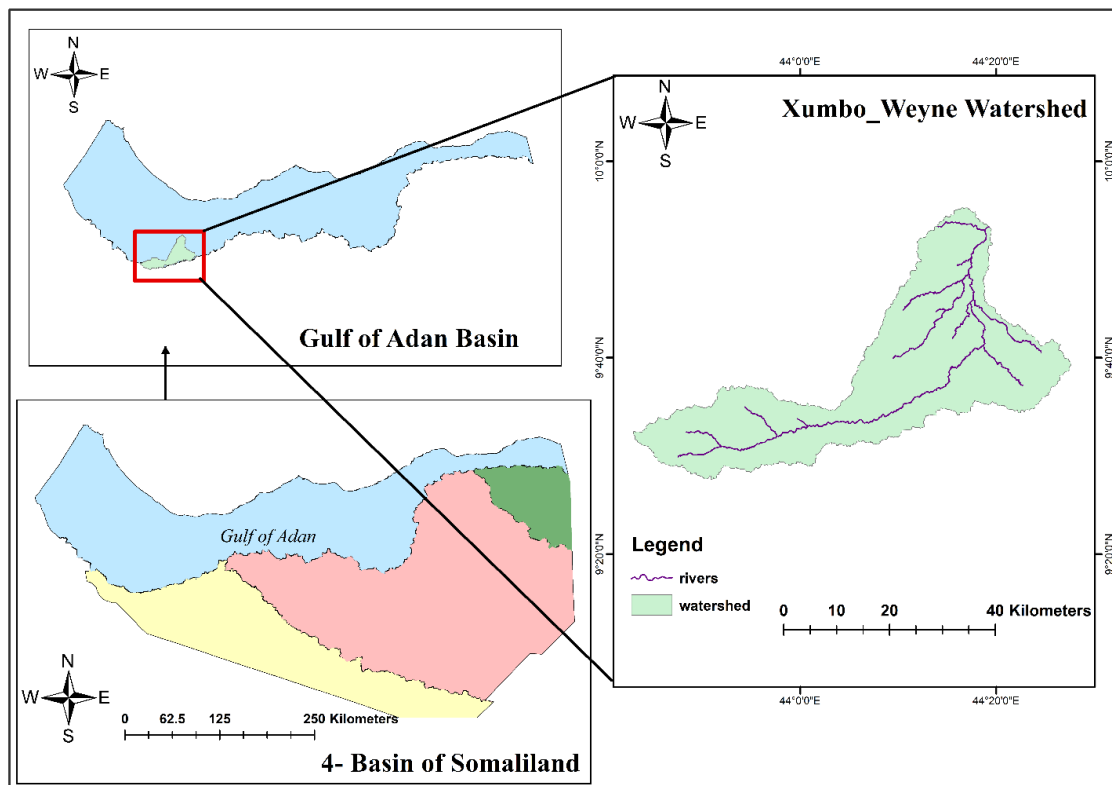 N
W E
S
Gulf of Adan Basin
Gulf of Adan
N
W E
S
0 62.5 125 250 Kilometers
4- Basin of Somaliland
44°0'0"E 44°20'0"E
Xumbo_Weyne Watershed
N
W E
S
10°0'0"N 10°0'0"N
9°40'0"N 9°40'0"N
9°20'0"N 9°20'0"N
Legend
rivers
watershed
0 10 20 40 Kilometers
44°0'0"E 44°20'0"E